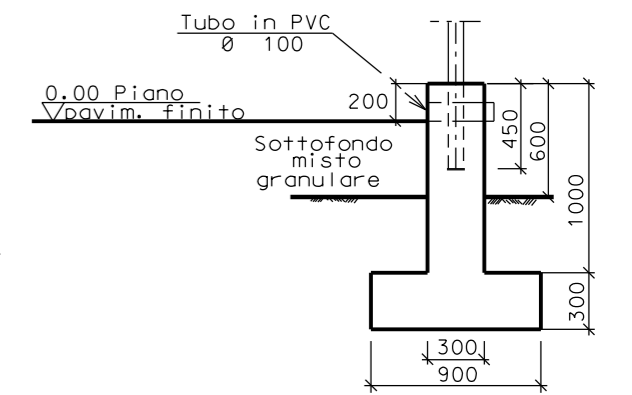 Tubo in PVC
Ø 100
0.00 Piano
pavim. finito
200
Sottofondo
misto
granulare
450
600
1000
300
300
900